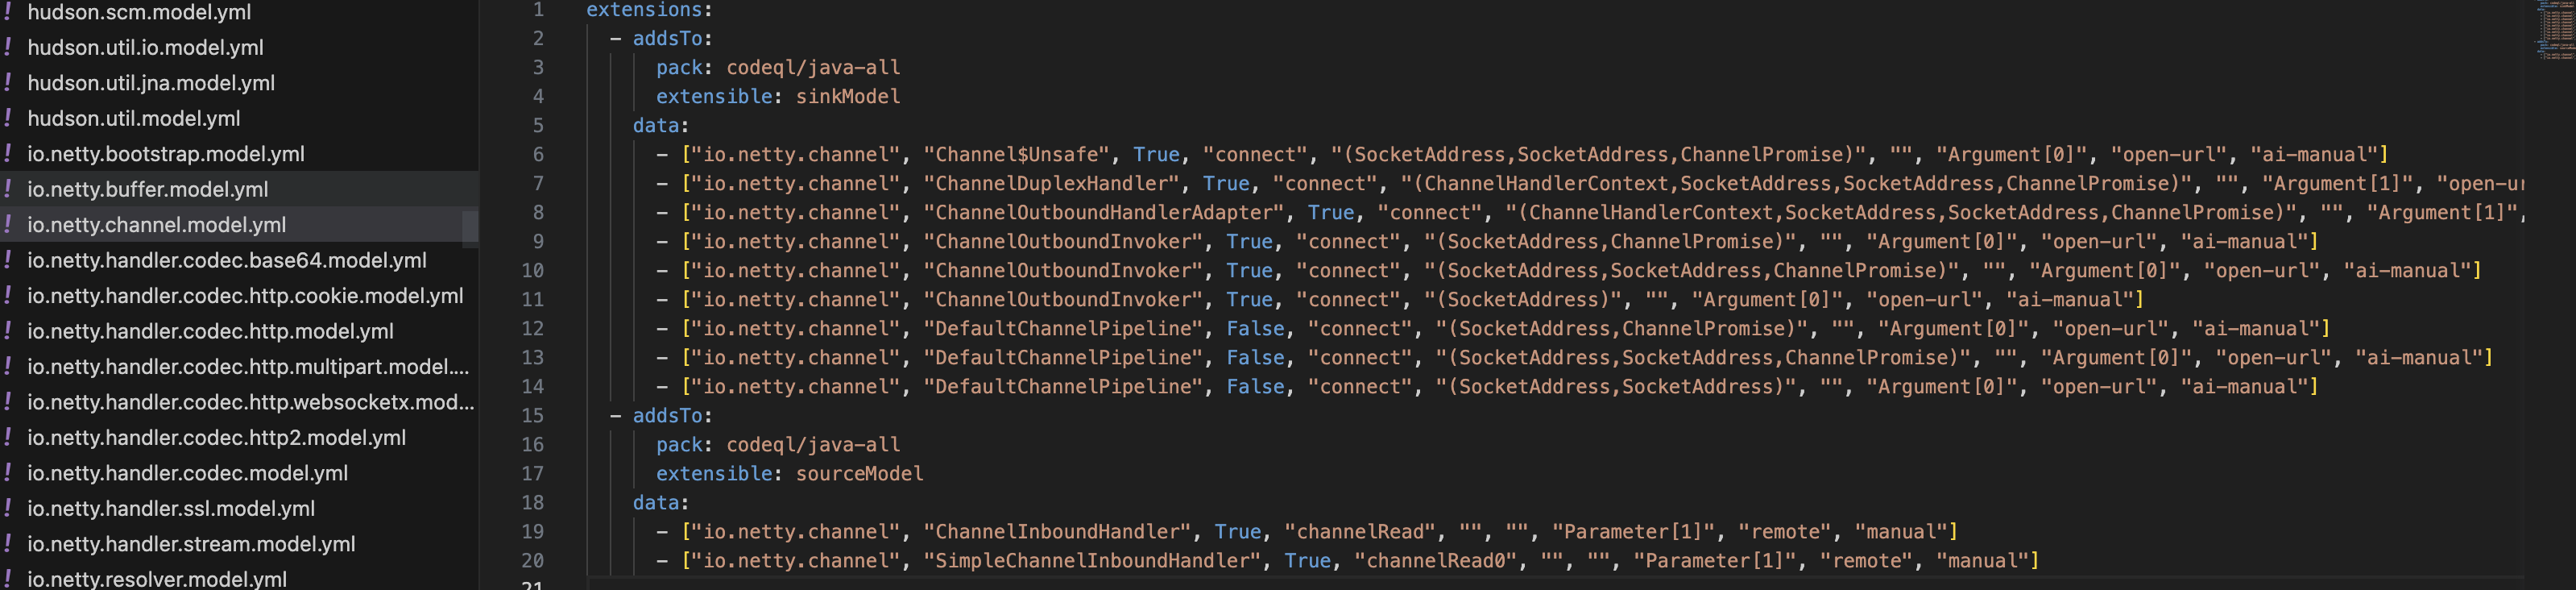 hudson.scm.model.yml
hudson.util.io.model.yml
hudson.util.jna.model.yml
hudson.util.model.yml
io.netty.bootstrap.model.yml
io.netty.buffer.model.yml
io.netty.channel.model.yml
io.netty.handler.codec.base64.model.yml
io.netty.handler.codec.http.cookie.model.yml
io.netty.handler.codec.http.model.yml
io.netty.handler.codec.http.multipart.model....
io.netty.handler.codec.http.websocketx.mod...
io.netty.handler.codec.http2.model.yml
io.netty.handler.codec.model.yml
io.netty.handler.ssl.model.yml
io.netty.handler.stream.model.yml
io.netty.resolver.model.yml
1 extensions:
2 - addsTo:
3 pack: codeql/java-all
4 extensible: sinkModel
5 data:
6 - ["io.netty.channel", "Channel$Unsafe", True, "connect", "(SocketAddress,SocketAddress,ChannelPromise)", "", "Argument[0]", "open-url", "ai-manual"]
7 - ["io.netty.channel", "ChannelDuplexHandler", True, "connect", "(ChannelHandlerContext,SocketAddress,SocketAddress,ChannelPromise)", "", "Argument[1]", "open-ur
8 - ["io.netty.channel", "ChannelOutboundHandlerAdapter", True, "connect", "(ChannelHandlerContext,SocketAddress,SocketAddress,ChannelPromise)", "", "Argument[1]",
9 - ["io.netty.channel", "ChannelOutboundInvoker", True, "connect", "(SocketAddress,ChannelPromise)", "", "Argument[0]", "open-url", "ai-manual"]
10 - ["io.netty.channel", "ChannelOutboundInvoker", True, "connect", "(SocketAddress,SocketAddress,ChannelPromise)", "", "Argument[0]", "open-url", "ai-manual"]
11 - ["io.netty.channel", "ChannelOutboundInvoker", True, "connect", "(SocketAddress)", "", "Argument[0]", "open-url", "ai-manual"]
12 - ["io.netty.channel", "DefaultChannelPipeline", False, "connect", "(SocketAddress,ChannelPromise)", "", "Argument[0]", "open-url", "ai-manual"]
13 - ["io.netty.channel", "DefaultChannelPipeline", False, "connect", "(SocketAddress,SocketAddress,ChannelPromise)", "", "Argument[0]", "open-url", "ai-manual"]
14 - ["io.netty.channel", "DefaultChannelPipeline", False, "connect", "(SocketAddress,SocketAddress)", "", "Argument[0]", "open-url", "ai-manual"]
15 - addsTo:
16 pack: codeql/java-all
17 extensible: sourceModel
18 data:
19 - ["io.netty.channel", "ChannelInboundHandler", True, "channelRead", "", "", "Parameter[1]", "remote", "manual"]
20 - ["io.netty.channel", "SimpleChannelInboundHandler", True, "channelRead0", "", "", "Parameter[1]", "remote", "manual"]
21